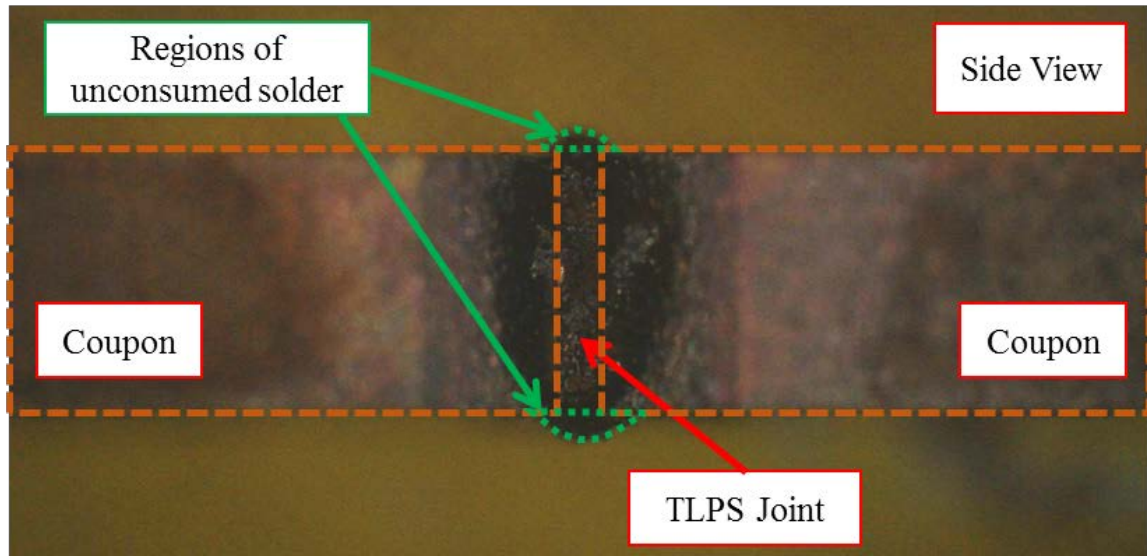 Regions of
unconsumed solder
Side View
Coupon
Coupon
TLPS Joint